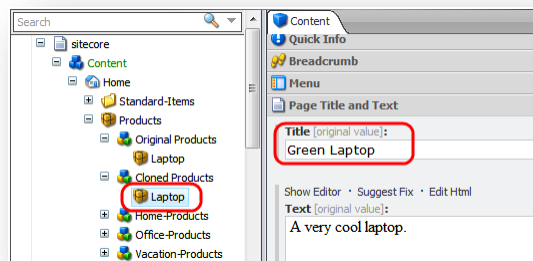 Search
sitecore
Content
Home
Standard-Items
Products
Original Products
Laptop
Cloned Products
Laptop
Home-Products
Office-Products
Vacation-Products
Content
Quick Info
Breadcrumb
Menu
Page Title and Text
Title [original value]:
Green Laptop
Show Editor · Suggest Fix · Edit Html
Text [original value]:
A very cool laptop.